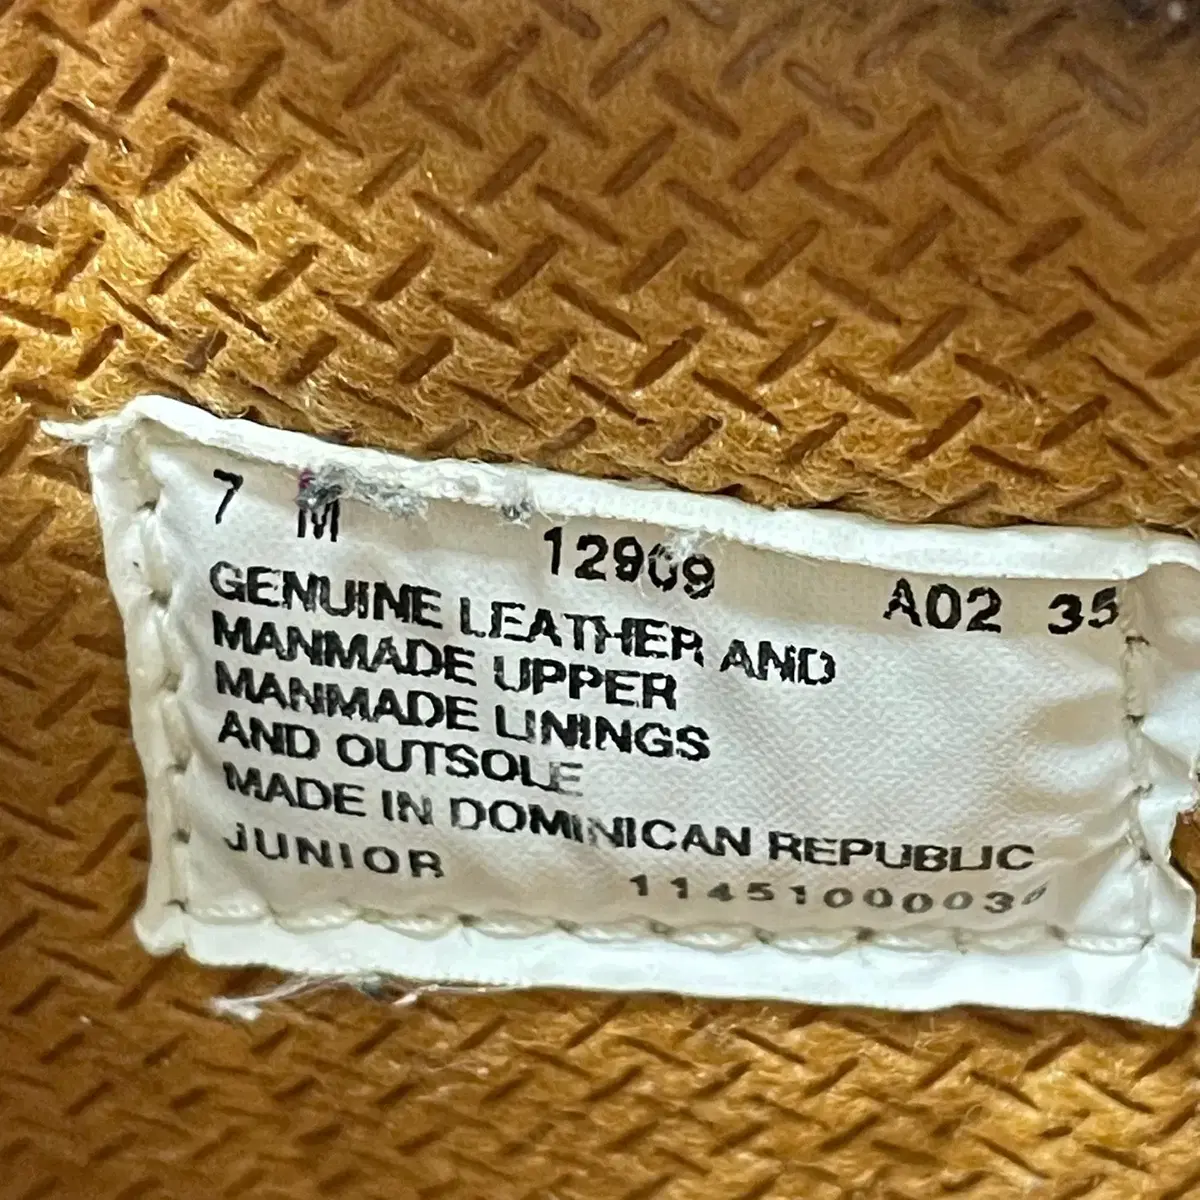 7 M 12909 A02 35
GENUINE LEATHER AND
MANMADE UPPER
MANMADE LININGS
AND OUTSOLE
MADE IN DOMINICAN REPUBLIC
JUNIOR